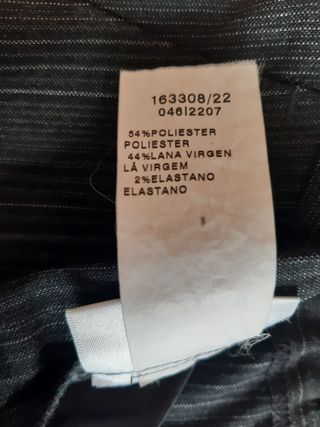 163308/22
046I2207
54%POLIESTER
POLIESTER
44%LANA VIRGEN
LÃ VIRGEM
2%ELASTANO
ELASTANO